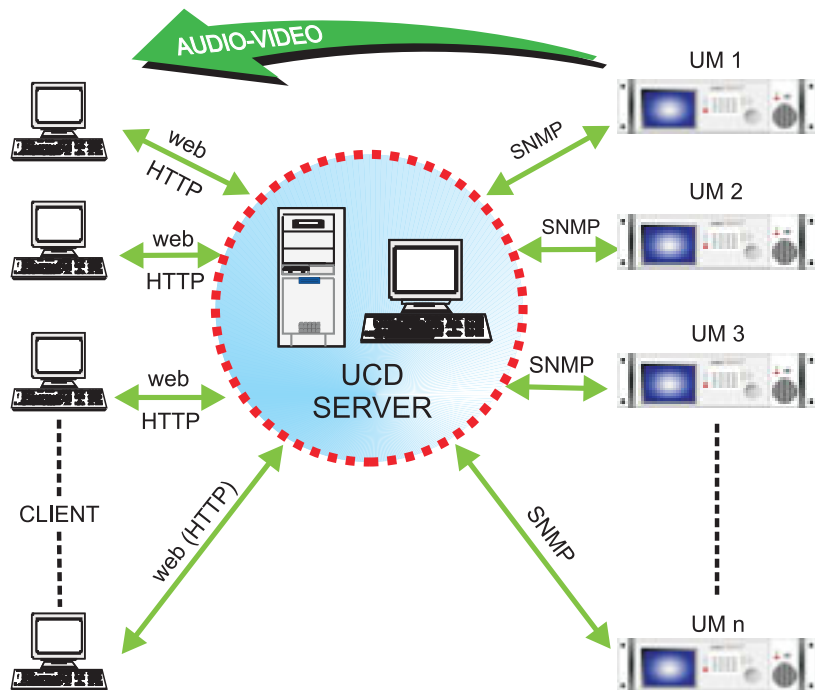 AUDIO-VIDEO
UM 1
web
HTTP
SNMP
UM 2
web
HTTP
SNMP
UM 3
web
HTTP
SNMP
UCD
SERVER
CLIENT
web (HTTP)
SNMP
UM n